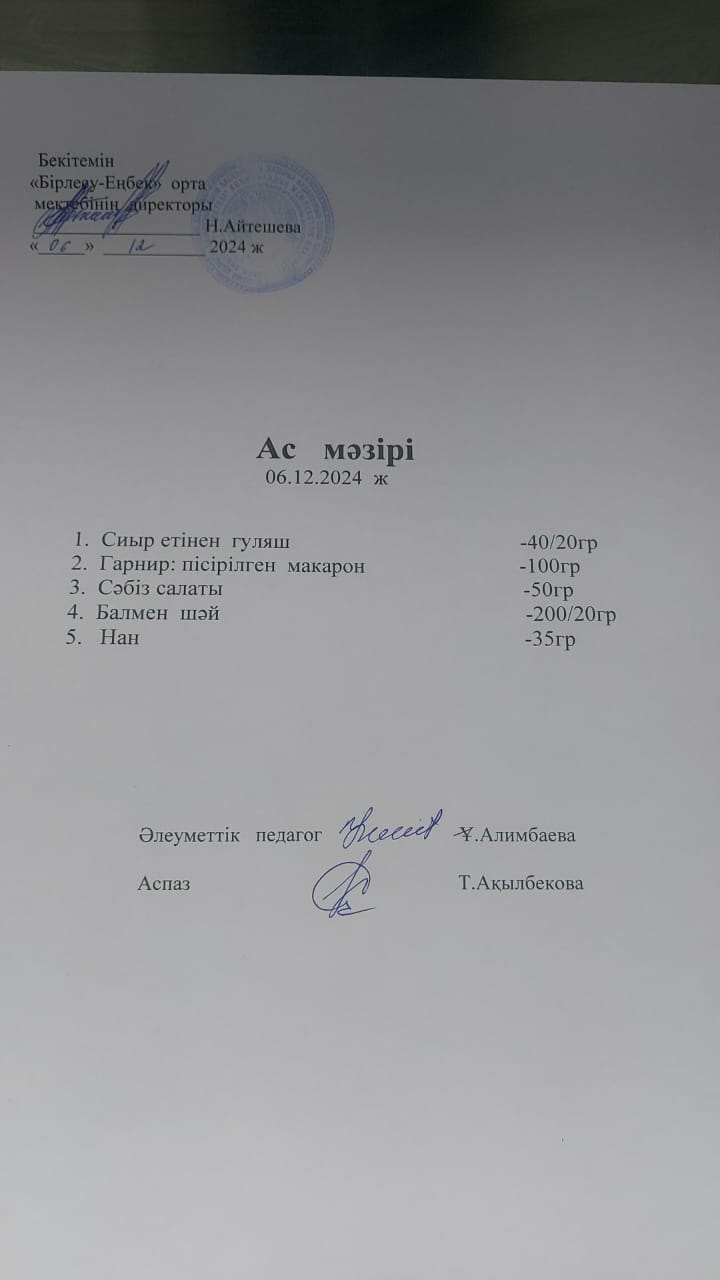 Бекітемін
«Бірлесу-Еңбек» орта
мектебінің директоры
Н.Айтешева
«06» 12 2024 ж
Ас мәзірі
06.12.2024 ж
1. Сиыр етінен гуляш -40/20гр
2. Гарнир: пісірілген макарон -100гр
3. Сәбіз салаты -50гр
4. Балмен шәй -200/20гр
5. Нан -35гр
Әлеуметтік педагог Ұ.Алимбаева
Аспаз Т.Ақылбекова